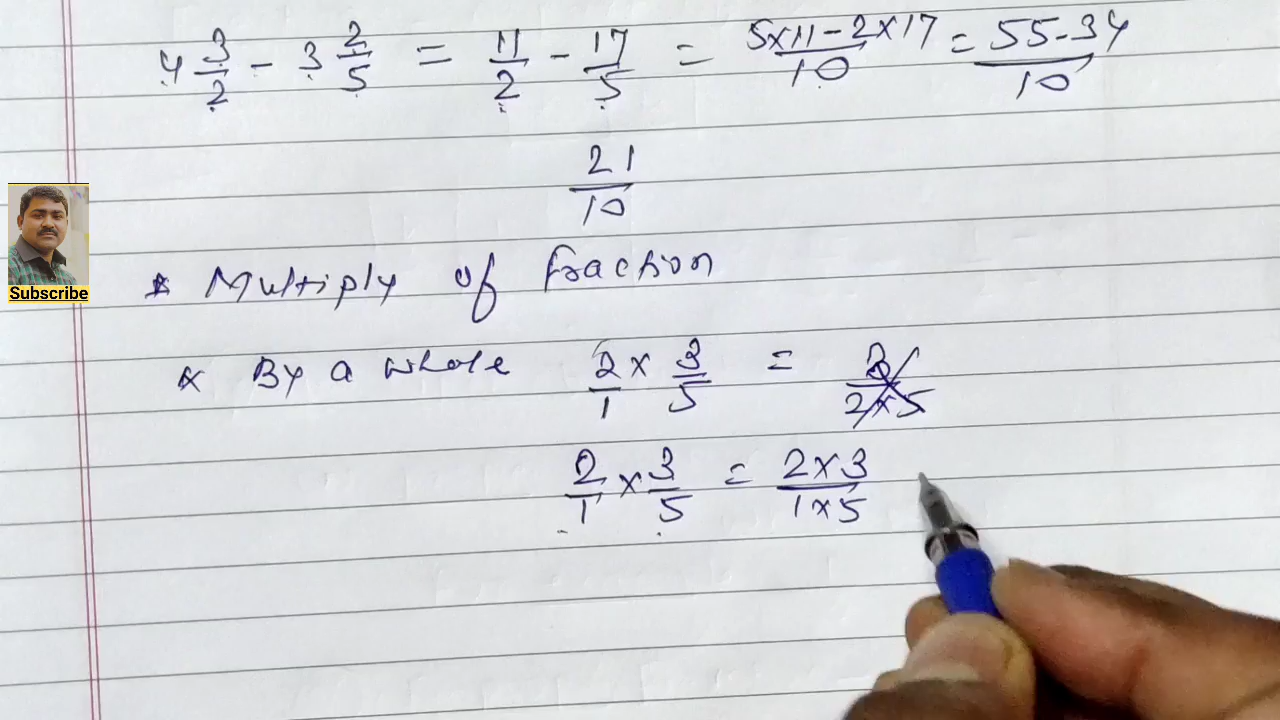 4 3/2 - 3 2/5 = 11/2 - 17/5 = 5x11-2x17/10 = 55-34/10
21/10
Subscribe
* Multiply of fraction
* By a whole 2/1 x 3/5 = 3/2x5
2/1 x 3/5 = 2x3/1x5